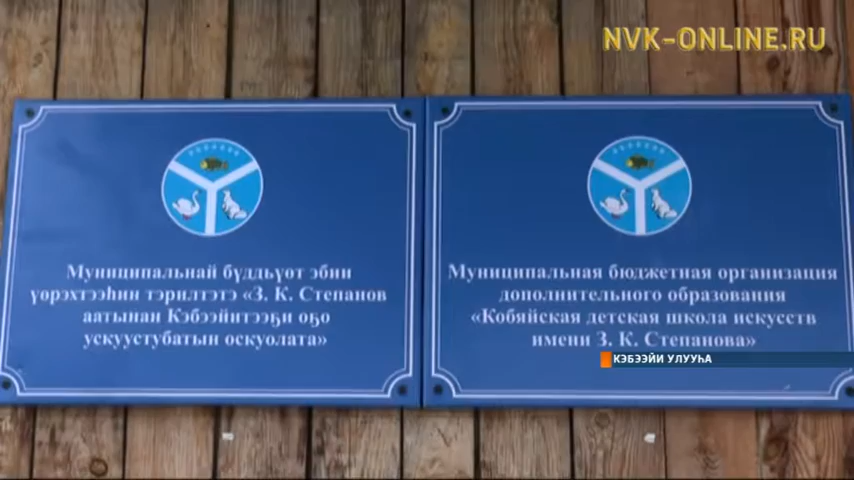 NVK-ONLINE.RU
Муниципальнай бүддьүөт эбии
үөрэхтээһин тэрилтэтэ «З. К. Степанов
аатынан Кэбээйитээҕи оҕо
ускуустубатын оскуолата»
Муниципальная бюджетная организация
дополнительного образования
«Кобяйская детская школа искусств
имени З. К. Степанова»
КЭБЭЭЙИ УЛУУҺА